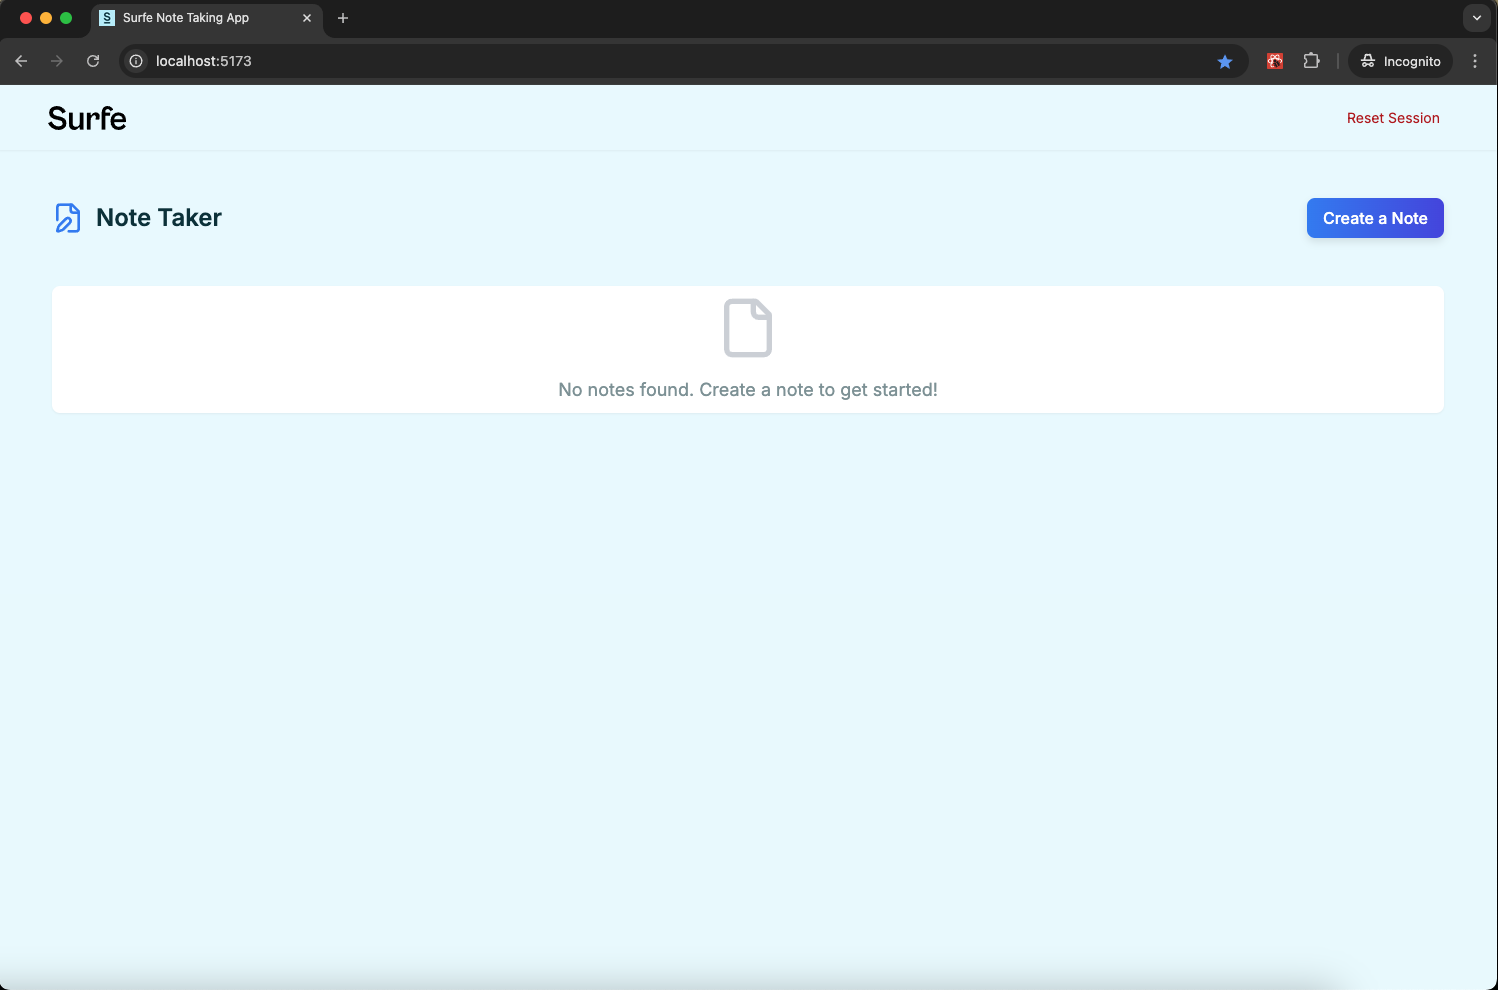 Surfe Note Taking App
localhost:5173
Incognito
Surfe
Reset Session
Note Taker
Create a Note
No notes found. Create a note to get started!